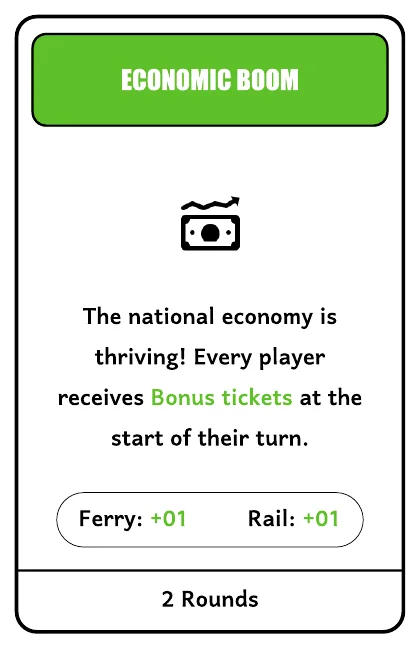 ECONOMIC BOOM
The national economy is
thriving! Every player
receives Bonus tickets at the
start of their turn.
Ferry: +01 Rail: +01
2 Rounds